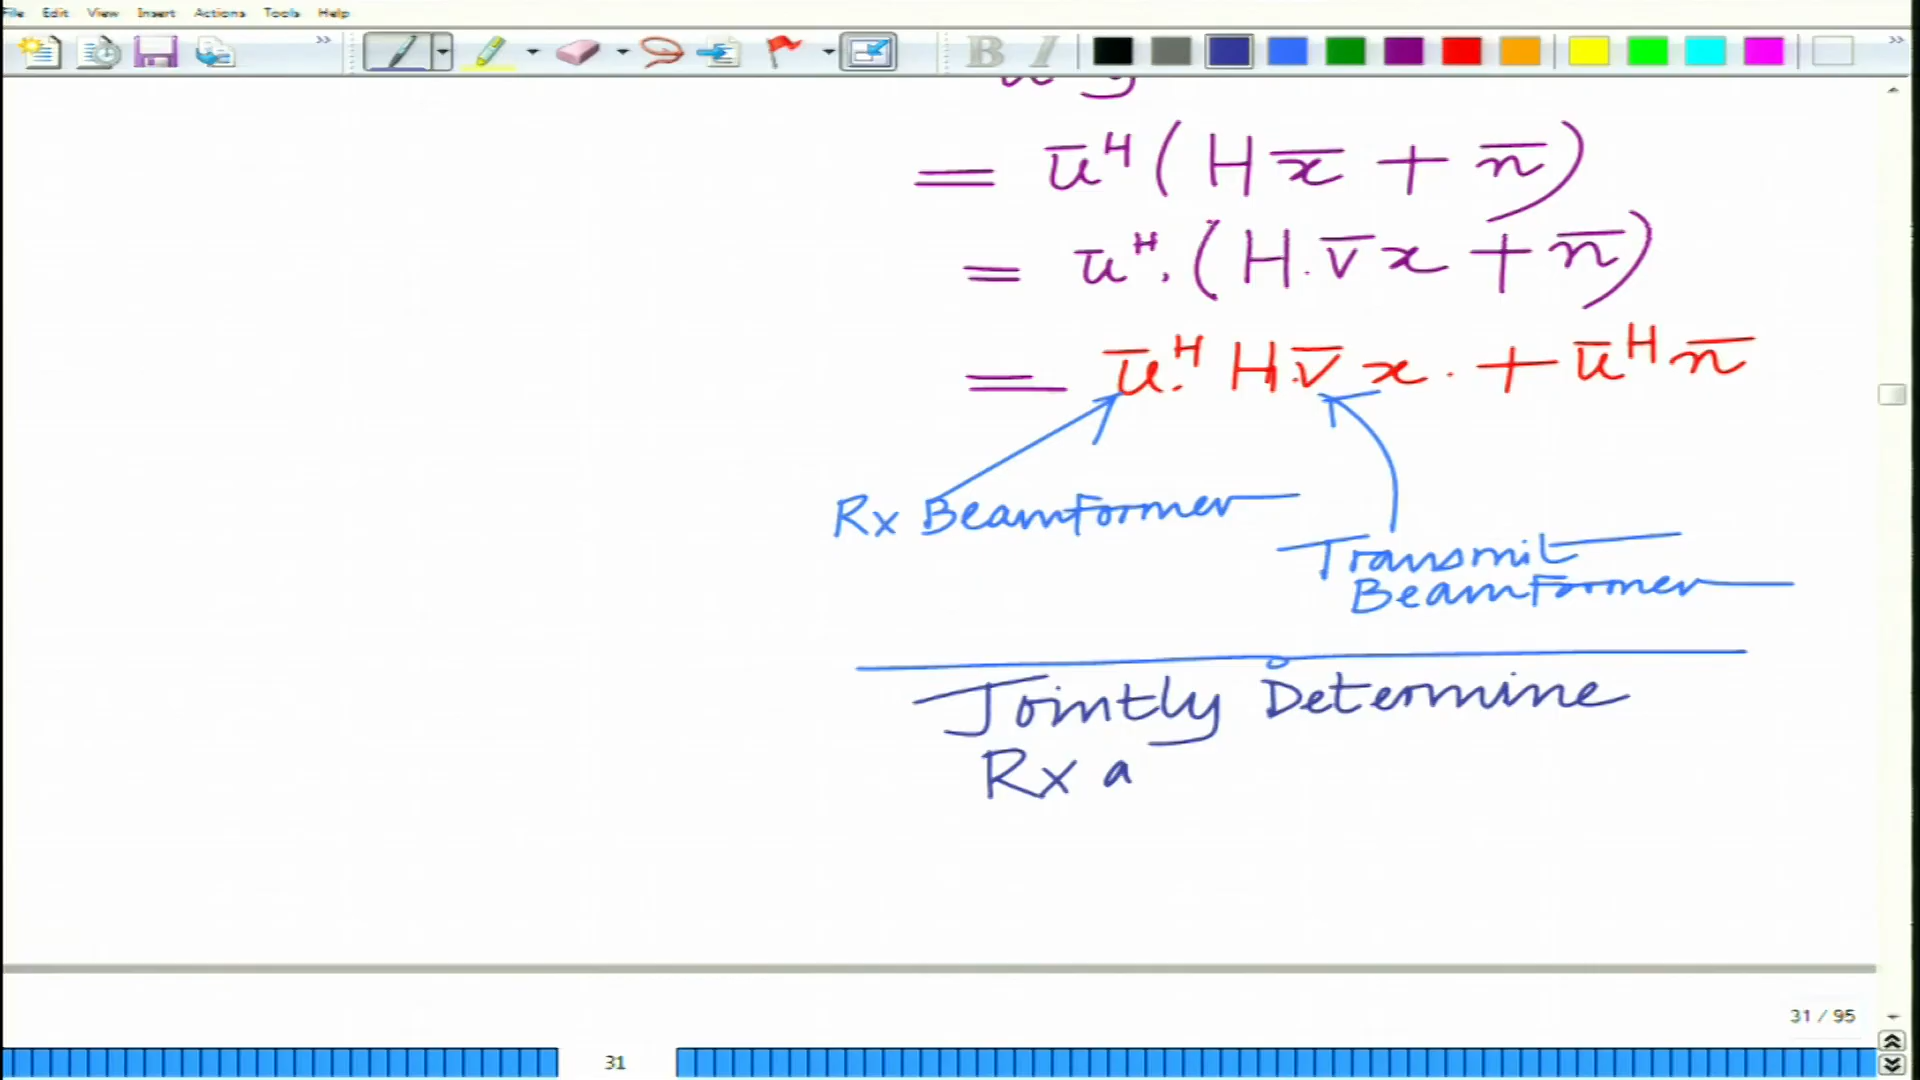 File Edit View Insert Actions Tools Help
B I
= ū^H (H x̄ + n̄)
= ū^H . (H . v̄ x + n̄)
= ū^H H v̄ x + ū^H n̄
Rx Beamformer
Transmit
Beamformer
Jointly Determine
Rx a
31 / 95
31